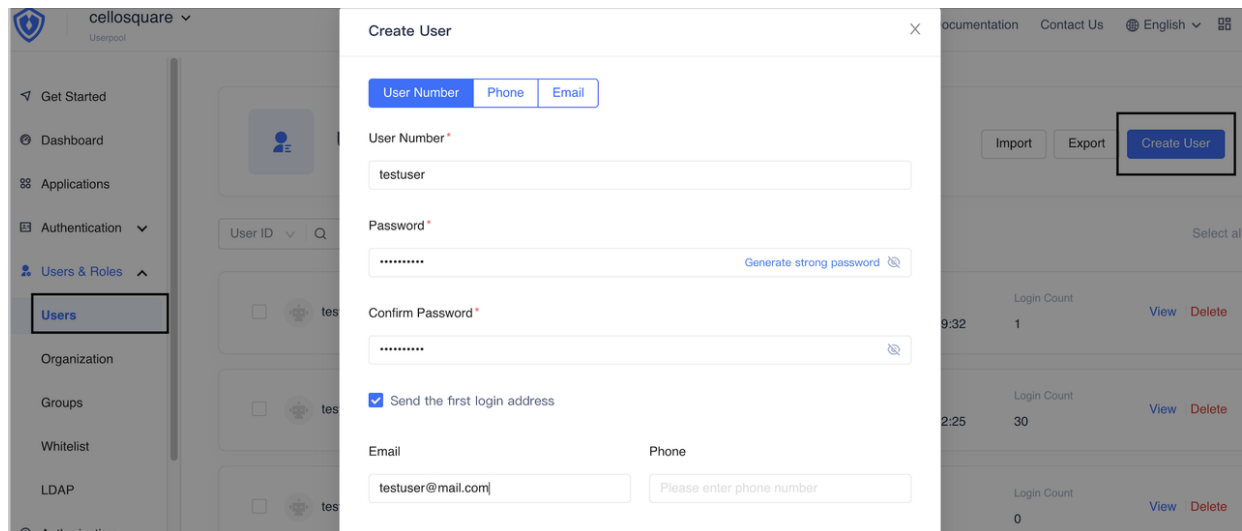 cellosquare
Userpool
ocumentation Contact Us English
Get Started
Dashboard
Applications
Authentication
Users & Roles
Users
Organization
Groups
Whitelist
LDAP
Import Export Create User
User ID
Select al
Create User
User Number Phone Email
User Number*
testuser
Password*
•••••••••• Generate strong password
Confirm Password*
••••••••••
Send the first login address
Email Phone
testuser@mail.com Please enter phone number
tes 9:32 Login Count
1 View Delete
tes 2:25 Login Count
30 View Delete
tes Login Count
0 View Delete